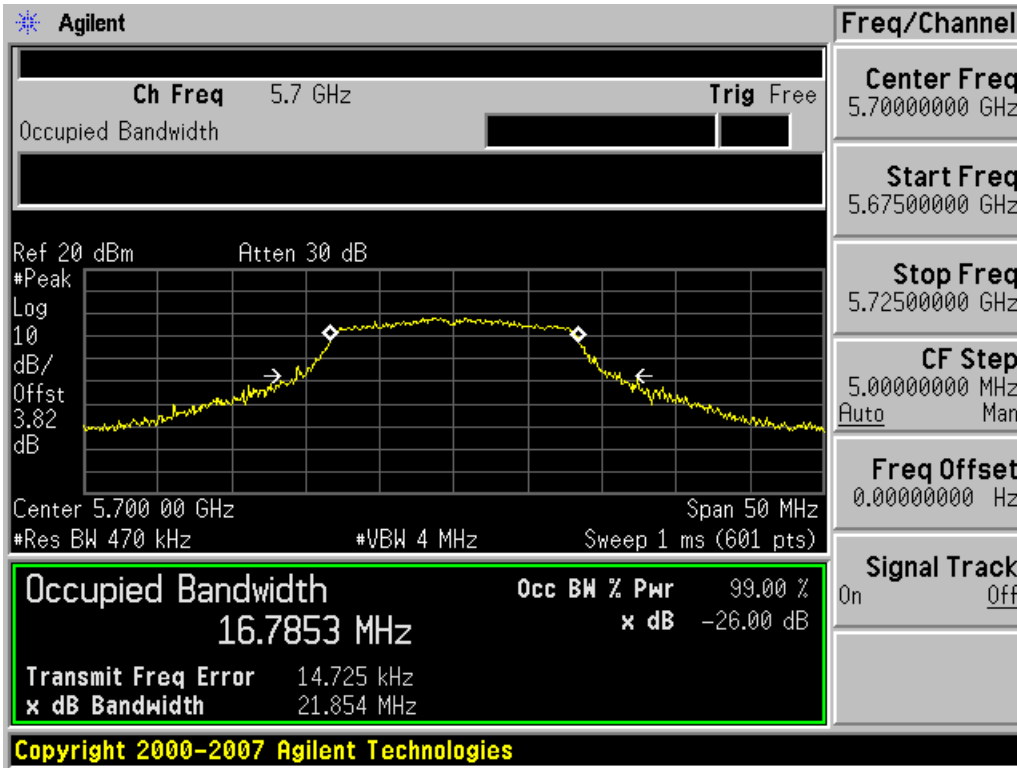 Agilent
Freq/Channel
Ch Freq 5.7 GHz Trig Free
Occupied Bandwidth
Center Freq
5.70000000 GHz
Start Freq
5.67500000 GHz
Stop Freq
5.72500000 GHz
CF Step
5.00000000 MHz
Auto Man
Freq Offset
0.00000000 Hz
Signal Track
On Off
Ref 20 dBm Atten 30 dB
#Peak
Log
10
dB/
Offst
3.82
dB
Center 5.700 00 GHz Span 50 MHz
#Res BW 470 kHz #VBW 4 MHz Sweep 1 ms (601 pts)
Occupied Bandwidth
16.7853 MHz
Occ BW % Pwr 99.00 %
x dB -26.00 dB
Transmit Freq Error 14.725 kHz
x dB Bandwidth 21.854 MHz
Copyright 2000-2007 Agilent Technologies